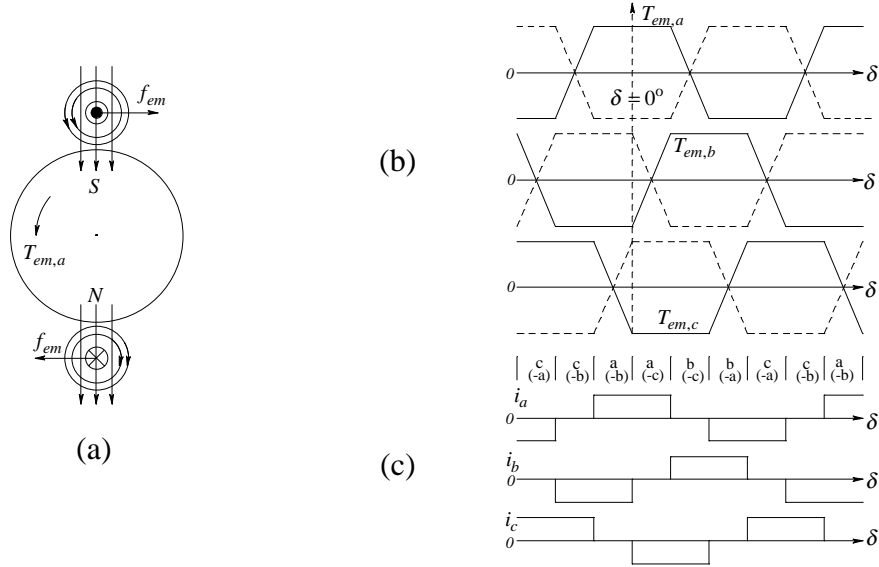 f_em
S
T_em,a
N
f_em
(a)
(b)
T_em,a
0
δ
δ = 0°
T_em,b
0
δ
0
δ
T_em,c
c c a a b b c c a
(-a) (-b) (-b) (-c) (-c) (-a) (-a) (-b) (-b)
(c)
i_a
0
δ
i_b
0
δ
i_c
0
δ